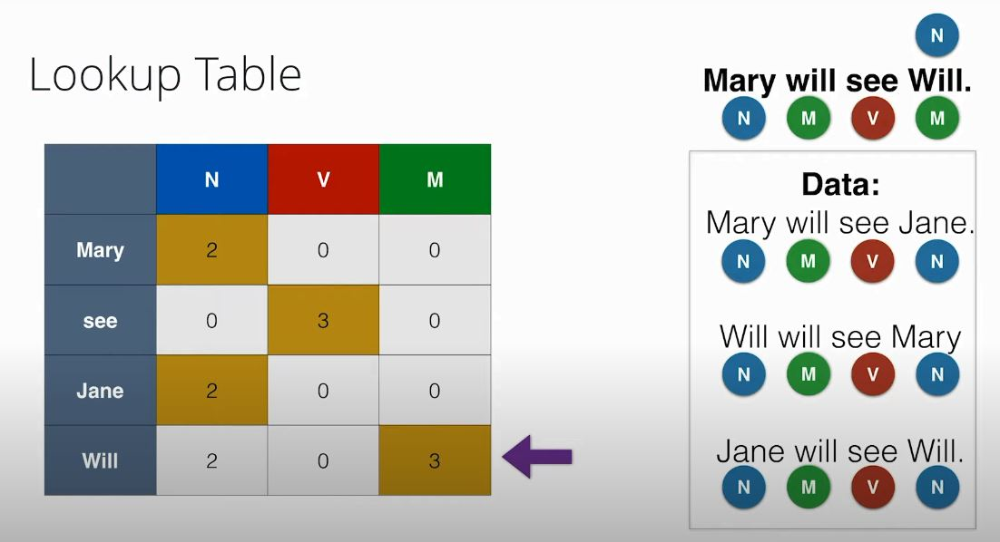 Lookup Table
N V M
Mary 2 0 0
see 0 3 0
Jane 2 0 0
Will 2 0 3
N
Mary will see Will.
N M V M
Data:
Mary will see Jane.
N M V N
Will will see Mary
N M V N
Jane will see Will.
N M V N